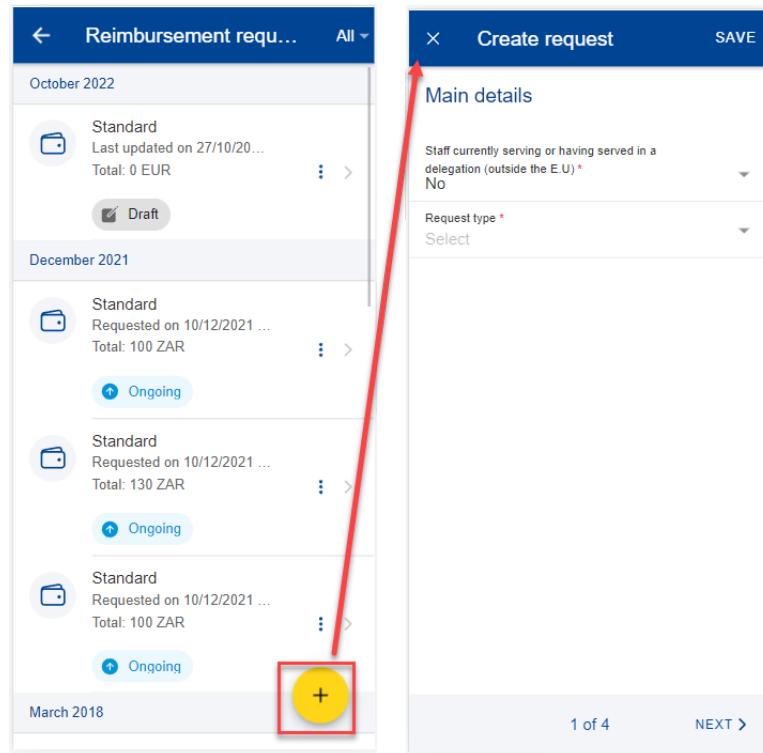 Reimbursement requ...
All
October 2022
Standard
Last updated on 27/10/20...
Total: 0 EUR
Draft
December 2021
Standard
Requested on 10/12/2021 ...
Total: 100 ZAR
Ongoing
Standard
Requested on 10/12/2021 ...
Total: 130 ZAR
Ongoing
Standard
Requested on 10/12/2021 ...
Total: 100 ZAR
Ongoing
+
March 2018
Create request
SAVE
Main details
Staff currently serving or having served in a
delegation (outside the E.U) *
No
Request type *
Select
1 of 4
NEXT